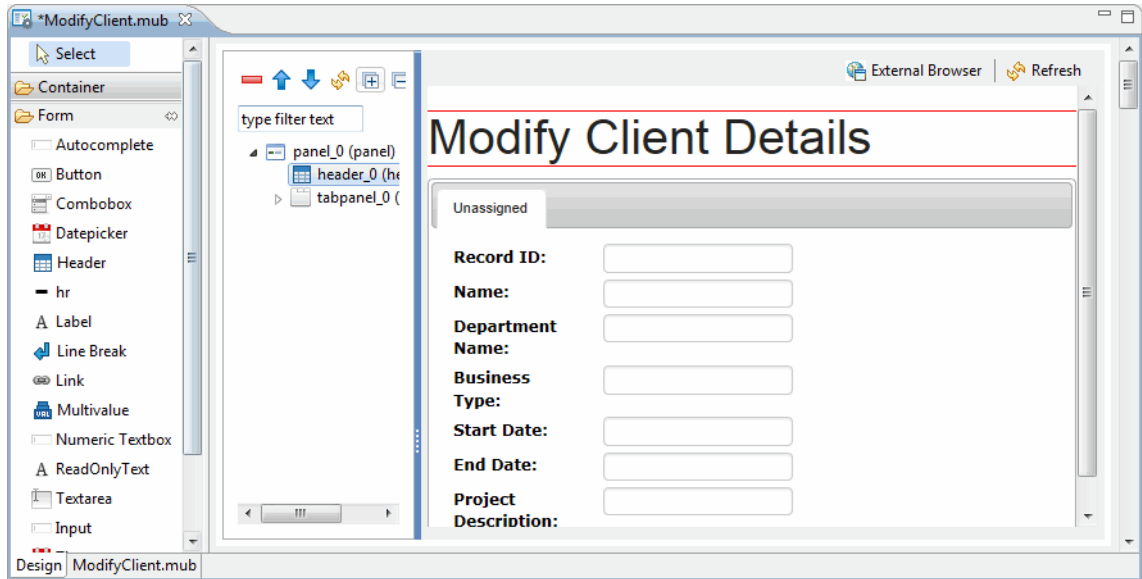 *ModifyClient.mub
Select
Container
Form
Autocomplete
Button
Combobox
Datepicker
Header
hr
Label
Line Break
Link
Multivalue
Numeric Textbox
ReadOnlyText
Textarea
Input
type filter text
panel_0 (panel)
header_0 (he
tabpanel_0 (
External Browser
Refresh
Modify Client Details
Unassigned
Record ID:
Name:
Department
Name:
Business
Type:
Start Date:
End Date:
Project
Description:
Design
ModifyClient.mub